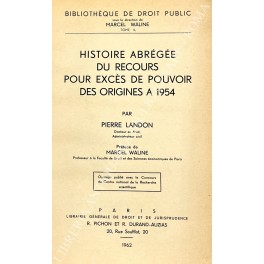 BIBLIOTHÈQUE DE DROIT PUBLIC
sous la direction de
MARCEL WALINE
TOME
HISTOIRE ABRÉGÉE
DU RECOURS
POUR EXCÈS DE POUVOIR
DES ORIGINES A 1954
PAR
PIERRE LANDON
Docteur en Droit
Administrateur civil
Préface de
MARCEL WALINE
Professeur à la Faculté de Droit et des Sciences économiques de Paris
Ouvrage publié avec le Concours
du Centre national de la Recherche
scientifique
PARIS
LIBRAIRIE GÉNÉRALE DE DROIT ET DE JURISPRUDENCE
R. PICHON ET R. DURAND-AUZIAS
20, Rue Soufflot, 20
1962